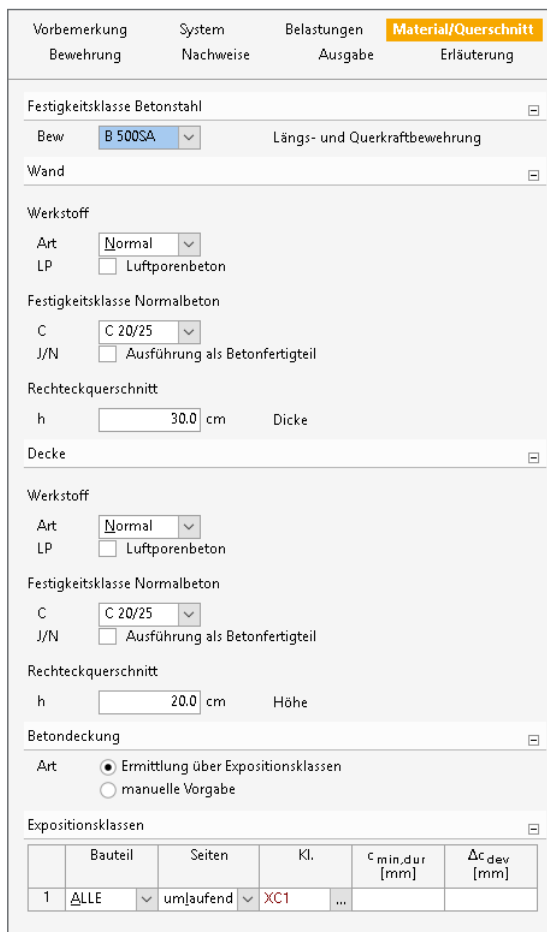 Vorbemerkung System Belastungen Material/Querschnitt
Bewehrung Nachweise Ausgabe Erläuterung
Festigkeitsklasse Betonstahl
Bew B 500SA Längs- und Querkraftbewehrung
Wand
Werkstoff
Art Normal
LP Luftporenbeton
Festigkeitsklasse Normalbeton
C C 20/25
J/N Ausführung als Betonfertigteil
Rechteckquerschnitt
h 30.0 cm Dicke
Decke
Werkstoff
Art Normal
LP Luftporenbeton
Festigkeitsklasse Normalbeton
C C 20/25
J/N Ausführung als Betonfertigteil
Rechteckquerschnitt
h 20.0 cm Höhe
Betondeckung
Art Ermittlung über Expositionsklassen
manuelle Vorgabe
Expositionsklassen
Bauteil Seiten Kl. c min,dur [mm] Δc dev [mm]
1 ALLE umlaufend XC1 ...